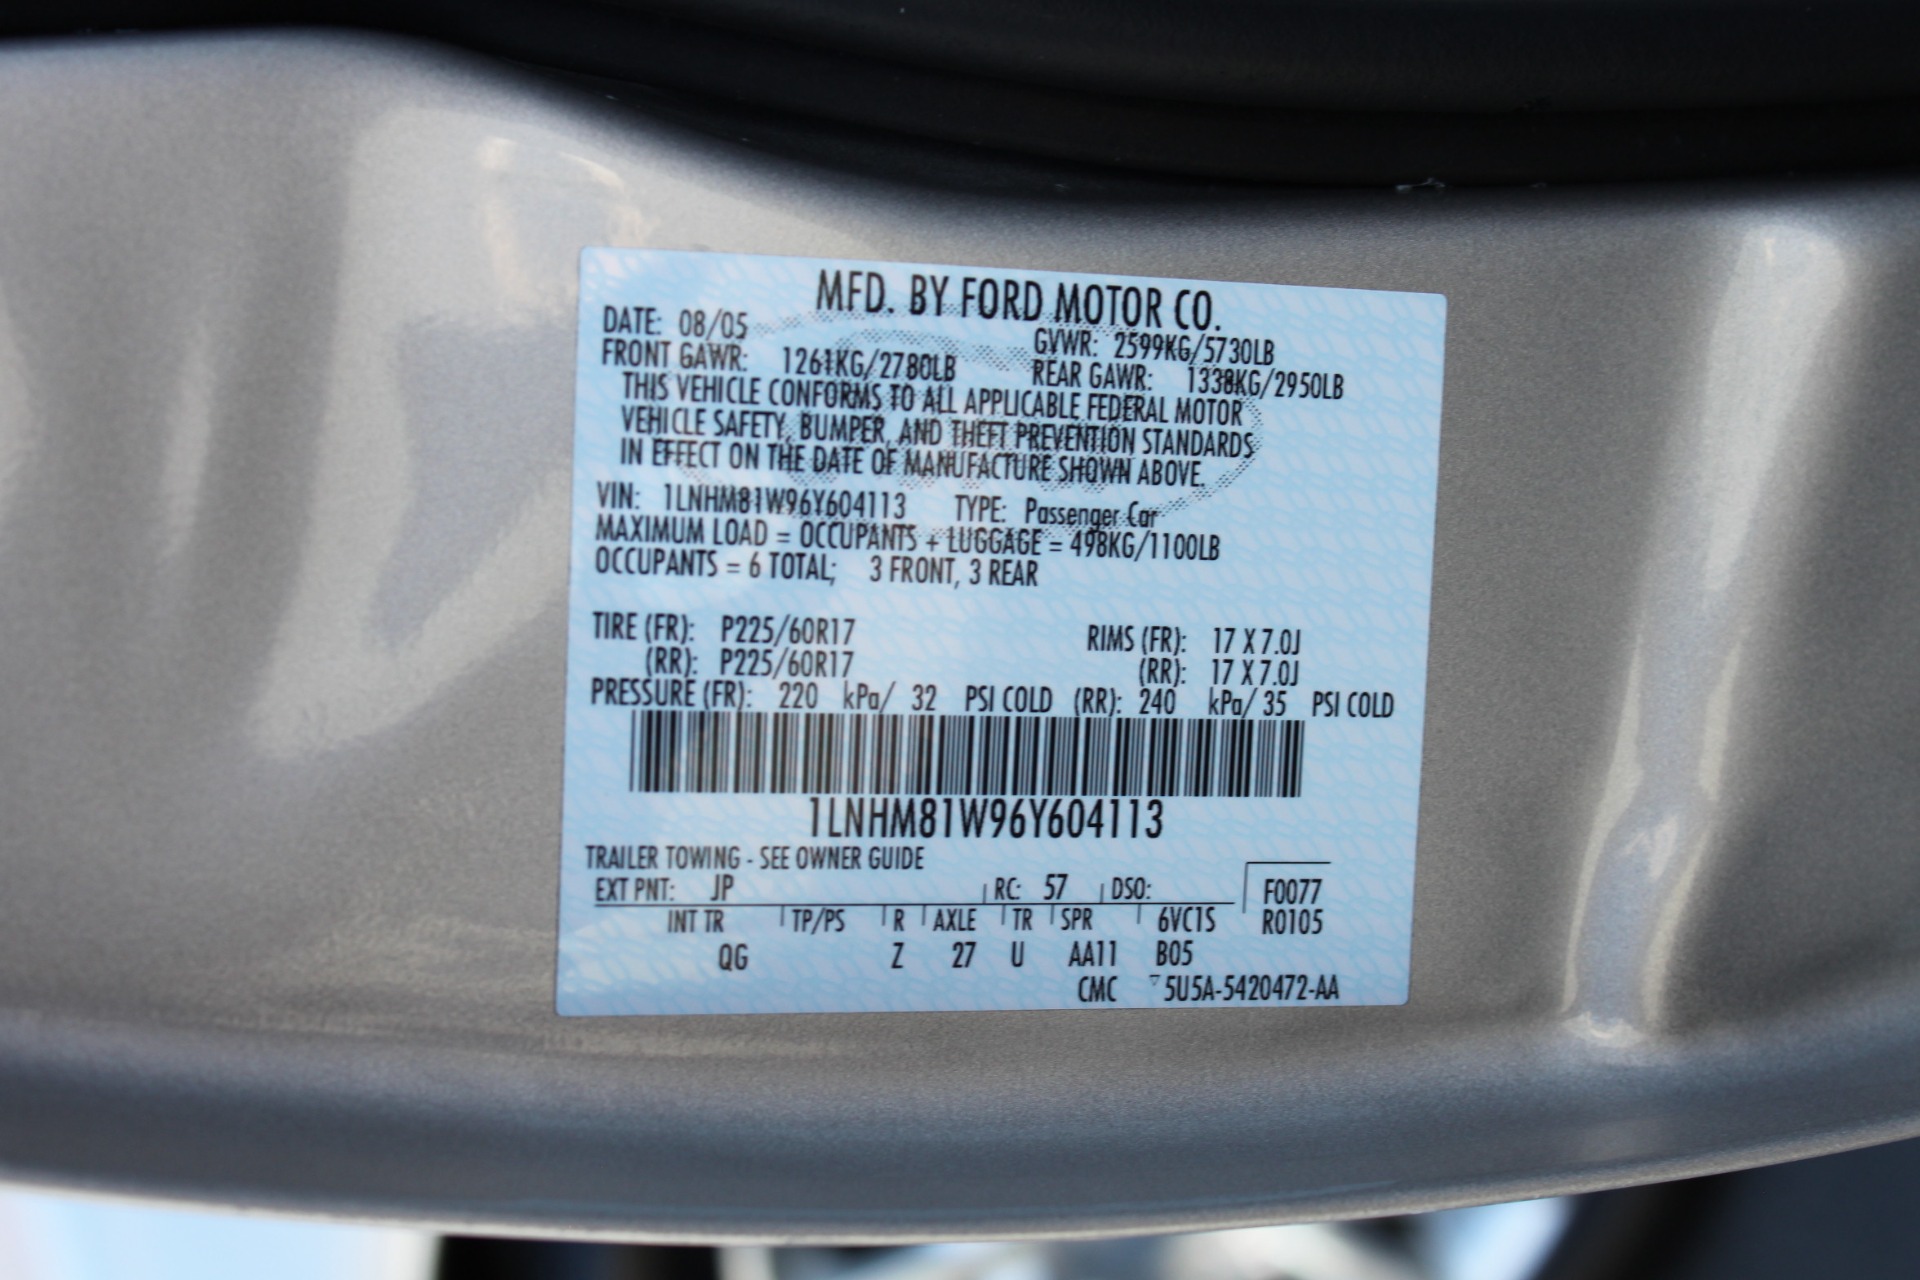 MFD. BY FORD MOTOR CO.
DATE: 08/05 GVWR: 2599KG/5730LB
FRONT GAWR: 1261KG/2780LB REAR GAWR: 1338KG/2950LB
THIS VEHICLE CONFORMS TO ALL APPLICABLE FEDERAL MOTOR
VEHICLE SAFETY, BUMPER, AND THEFT PREVENTION STANDARDS
IN EFFECT ON THE DATE OF MANUFACTURE SHOWN ABOVE.
VIN: 1LNHM81W96Y604113 TYPE: Passenger Car
MAXIMUM LOAD = OCCUPANTS + LUGGAGE = 498KG/1100LB
OCCUPANTS = 6 TOTAL; 3 FRONT, 3 REAR
TIRE (FR): P225/60R17 RIMS (FR): 17 X 7.0J
(RR): P225/60R17 (RR): 17 X 7.0J
PRESSURE (FR): 220 kPa/ 32 PSI COLD (RR): 240 kPa/ 35 PSI COLD
1LNHM81W96Y604113
TRAILER TOWING - SEE OWNER GUIDE
EXT PNT: JP RC: 57 DSO: F0077
INT TR TP/PS R AXLE TR SPR 6VC1S R0105
QG Z 27 U AA11 B05
CMC ▽5U5A-5420472-AA